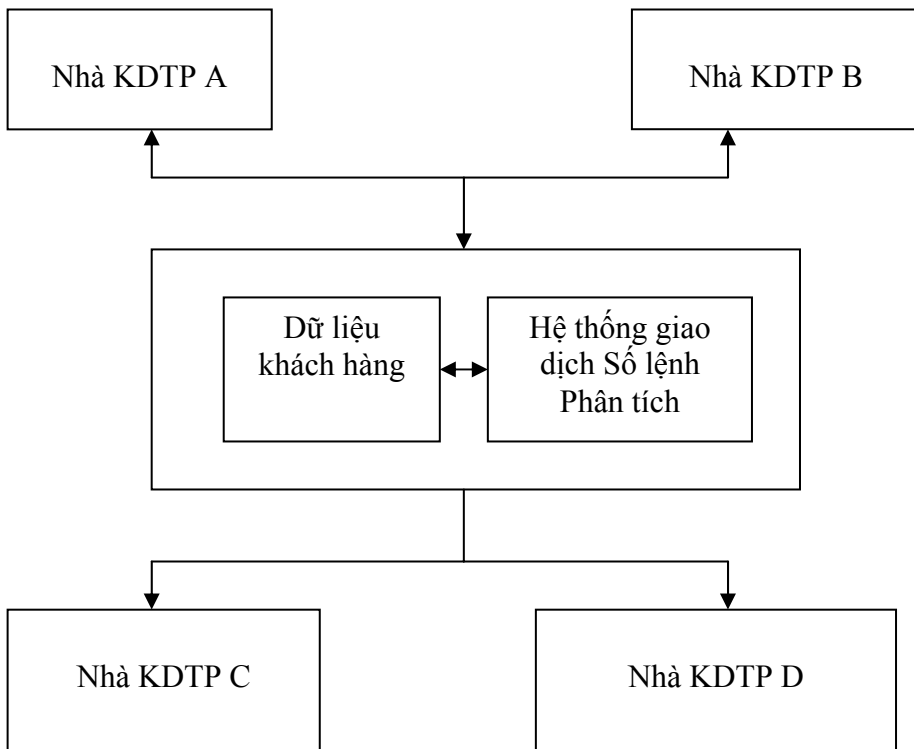 Nhà KDTP A
Nhà KDTP B
Dữ liệu
khách hàng
Hệ thống giao
dịch Số lệnh
Phân tích
Nhà KDTP C
Nhà KDTP D